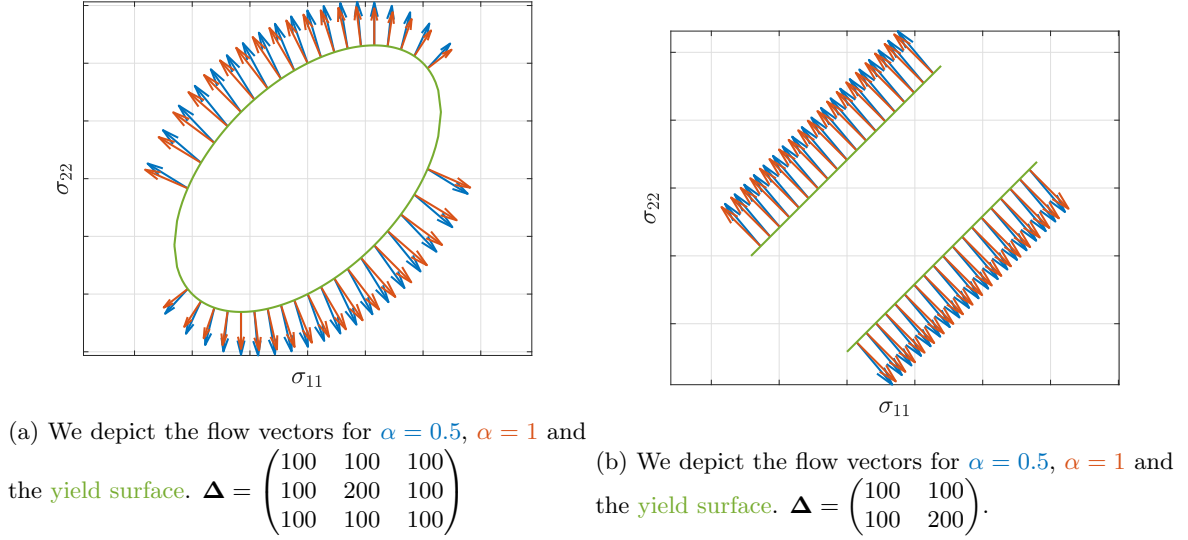 σ22
σ11
σ22
σ11
(a) We depict the flow vectors for α = 0.5, α = 1 and
the yield surface. Δ = (100 100 100
100 200 100
100 100 100)
(b) We depict the flow vectors for α = 0.5, α = 1 and
the yield surface. Δ = (100 100
100 200).